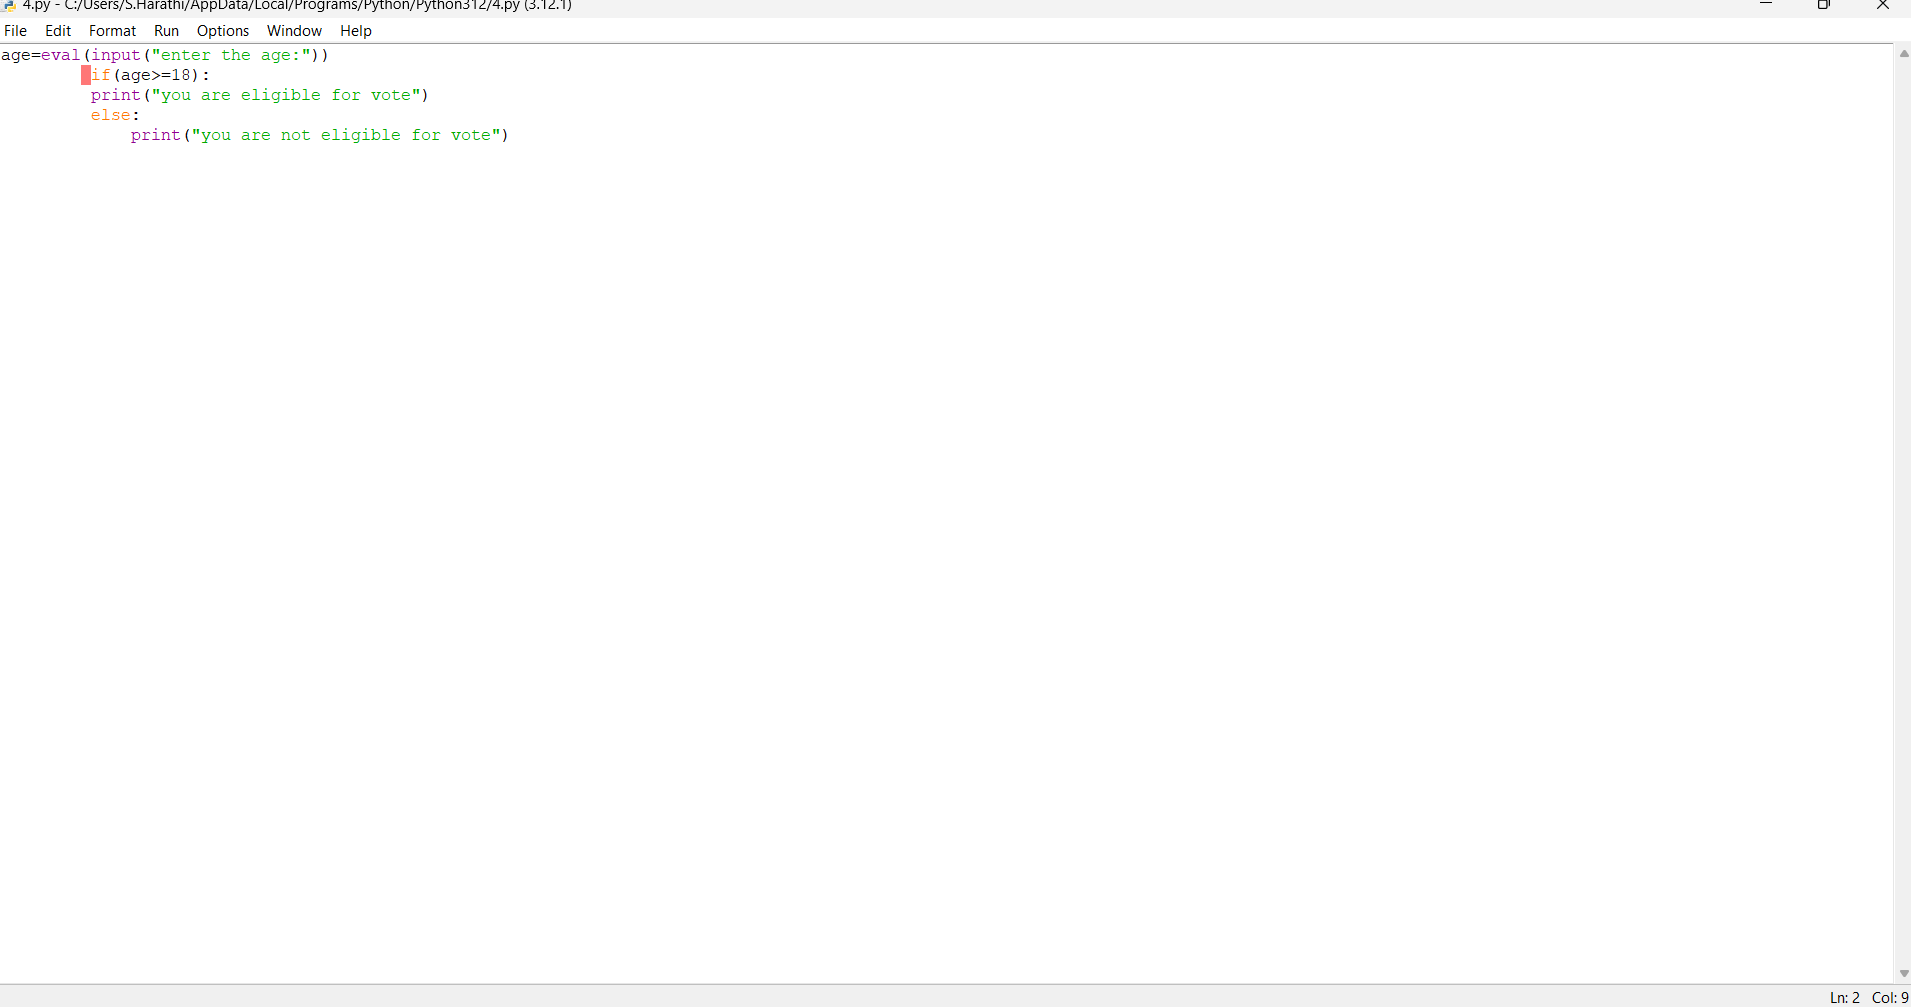 4.py - C:/Users/S.Harathi/AppData/Local/Programs/Python/Python312/4.py (3.12.1)
File Edit Format Run Options Window Help
age=eval(input("enter the age:"))
         if(age>=18):
         print("you are eligible for vote")
         else:
             print("you are not eligible for vote")
Ln: 2 Col: 9